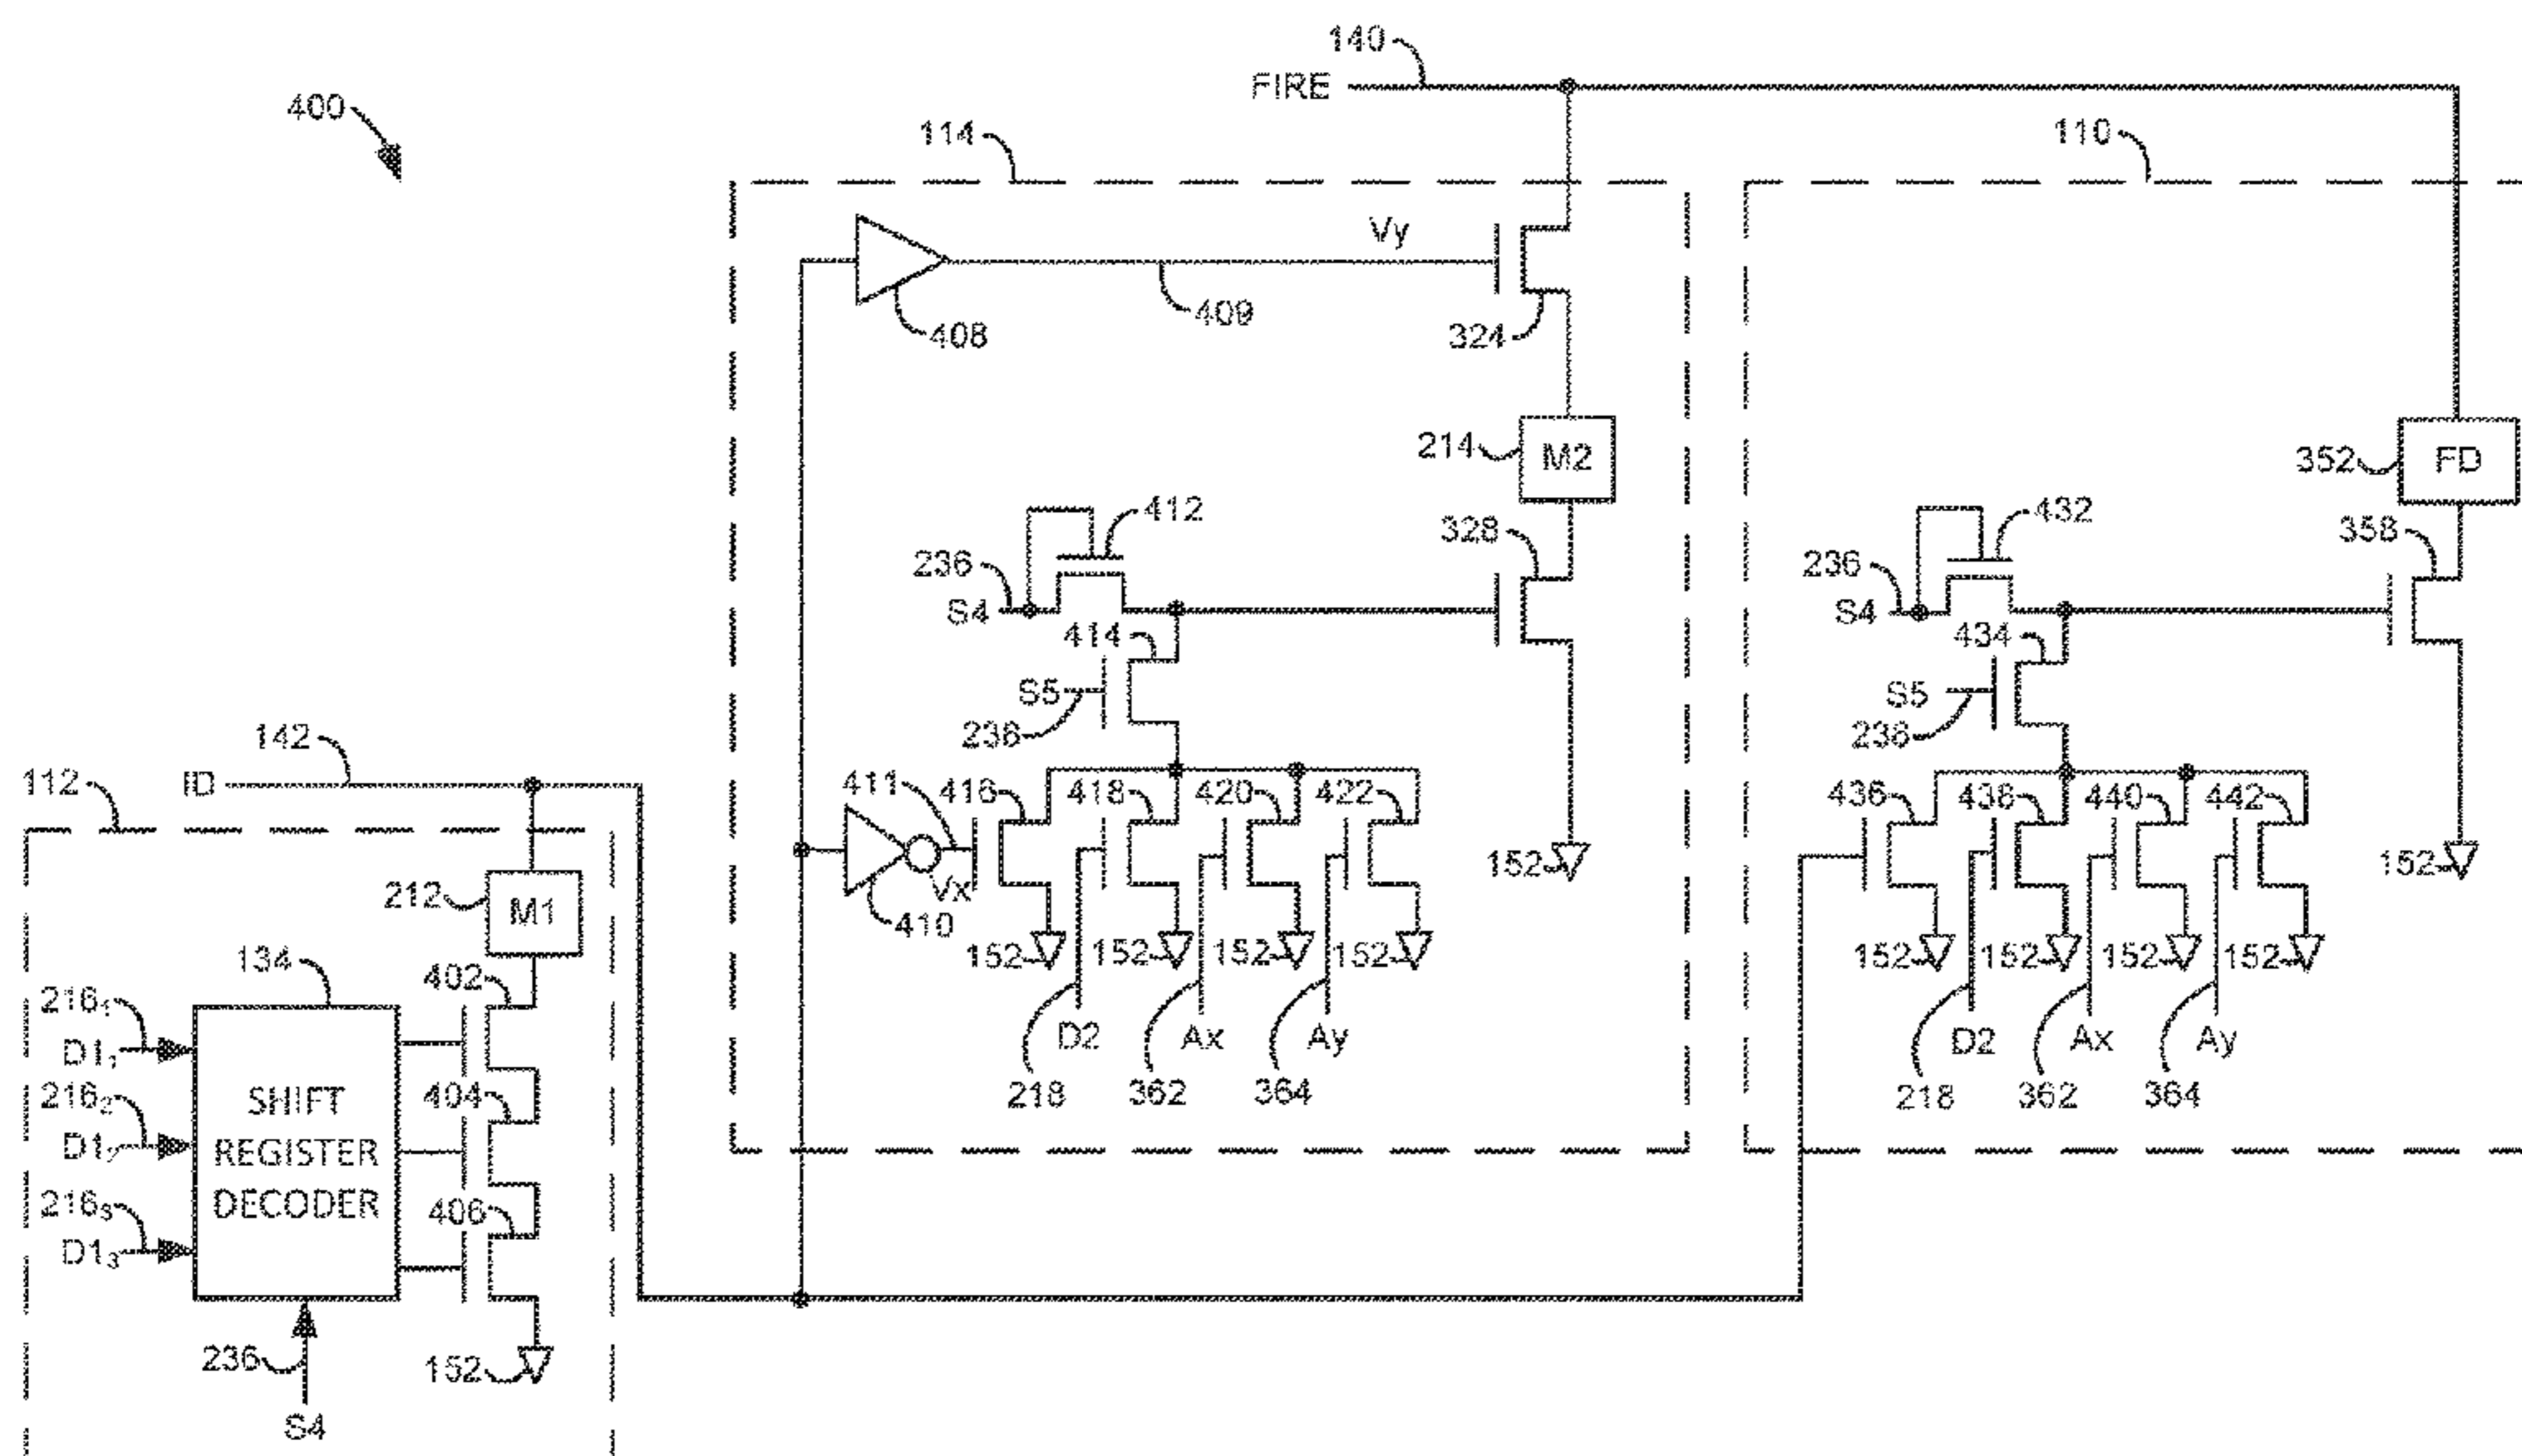 140
FIRE
400
114
110
Vy
408
409
324
214
M2
352
FD
412
236
S4
328
432
236
S4
358
414
S5
236
434
S5
236
142
ID
112
411
416
418
420
422
436
438
440
442
152
152
Vx
410
212
M1
152
152
152
152
152
152
152
152
134
402
216₁
D1₁
D2
Ax
Ay
D2
Ax
Ay
216₂
D1₂
SHIFT
REGISTER
DECODER
404
218
362
364
218
362
364
216₃
D1₃
406
236
S4
152